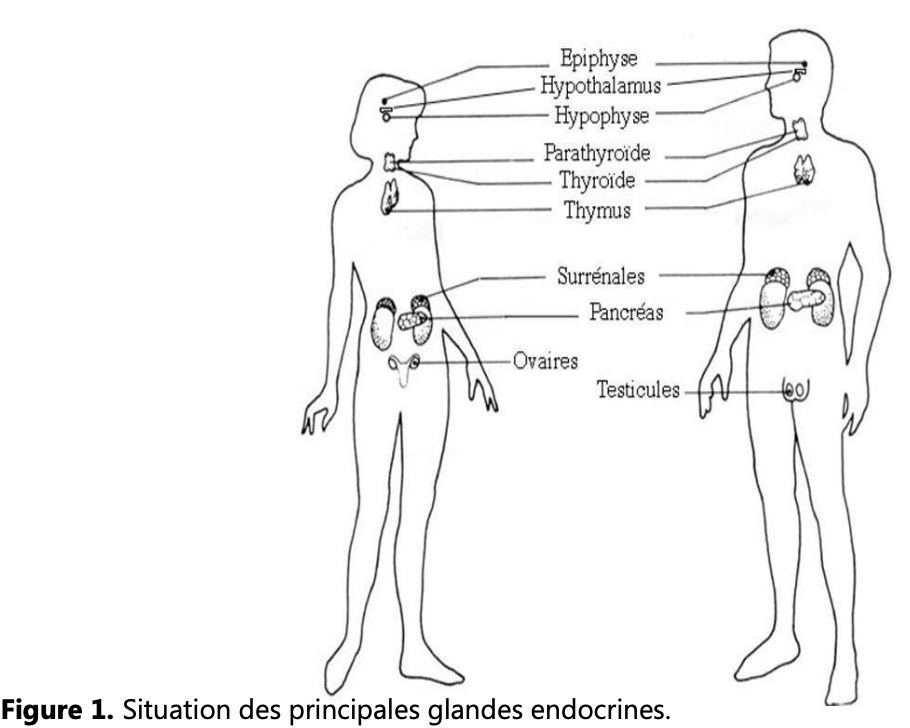 Epiphyse
Hypothalamus
Hypophyse
Parathyroïde
Thyroïde
Thymus
Surrénales
Pancréas
Ovaires
Testicules
Figure 1. Situation des principales glandes endocrines.